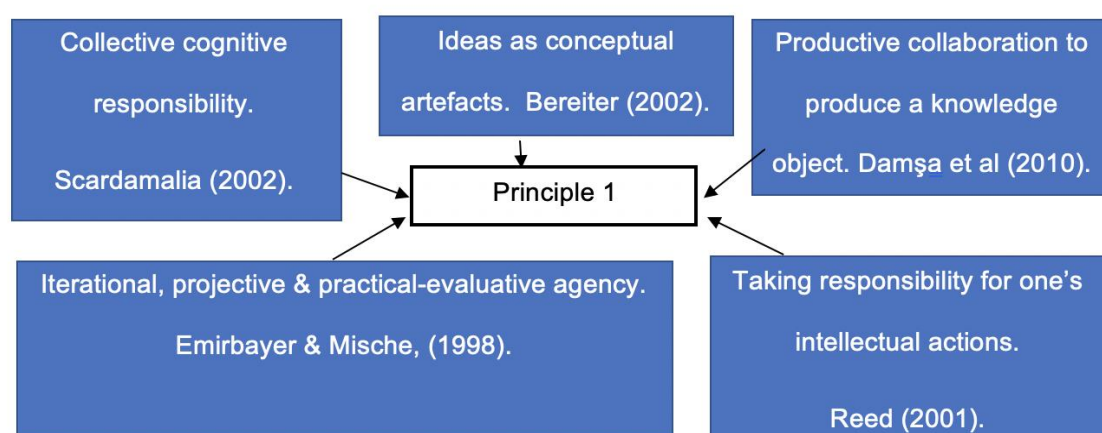 Collective cognitive
responsibility.
Scardamalia (2002).
Ideas as conceptual
artefacts.  Bereiter (2002).
Productive collaboration to
produce a knowledge
object. Damşa et al (2010).
Principle 1
Iterational, projective & practical-evaluative agency.
Emirbayer & Mische, (1998).
Taking responsibility for one’s
intellectual actions.
Reed (2001).